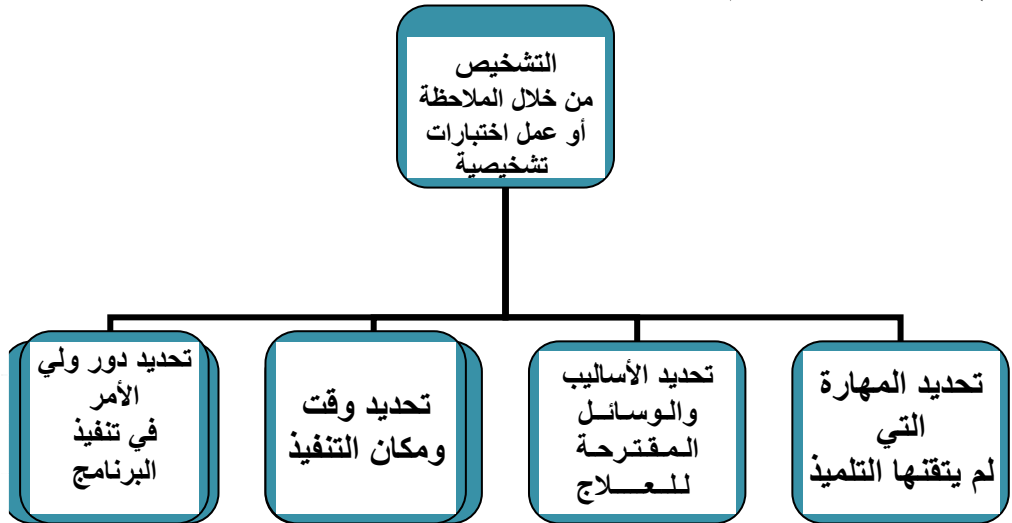 التشخيص
من خلال الملاحظة
أو عمل اختبارات
تشخيصية
تحديد المهارة
التي
لم يتقنها التلميذ
تحديد الأساليب
والوسائل
المقترحة
للعلاج
تحديد وقت
ومكان التنفيذ
تحديد دور ولي
الأمر
في تنفيذ
البرنامج